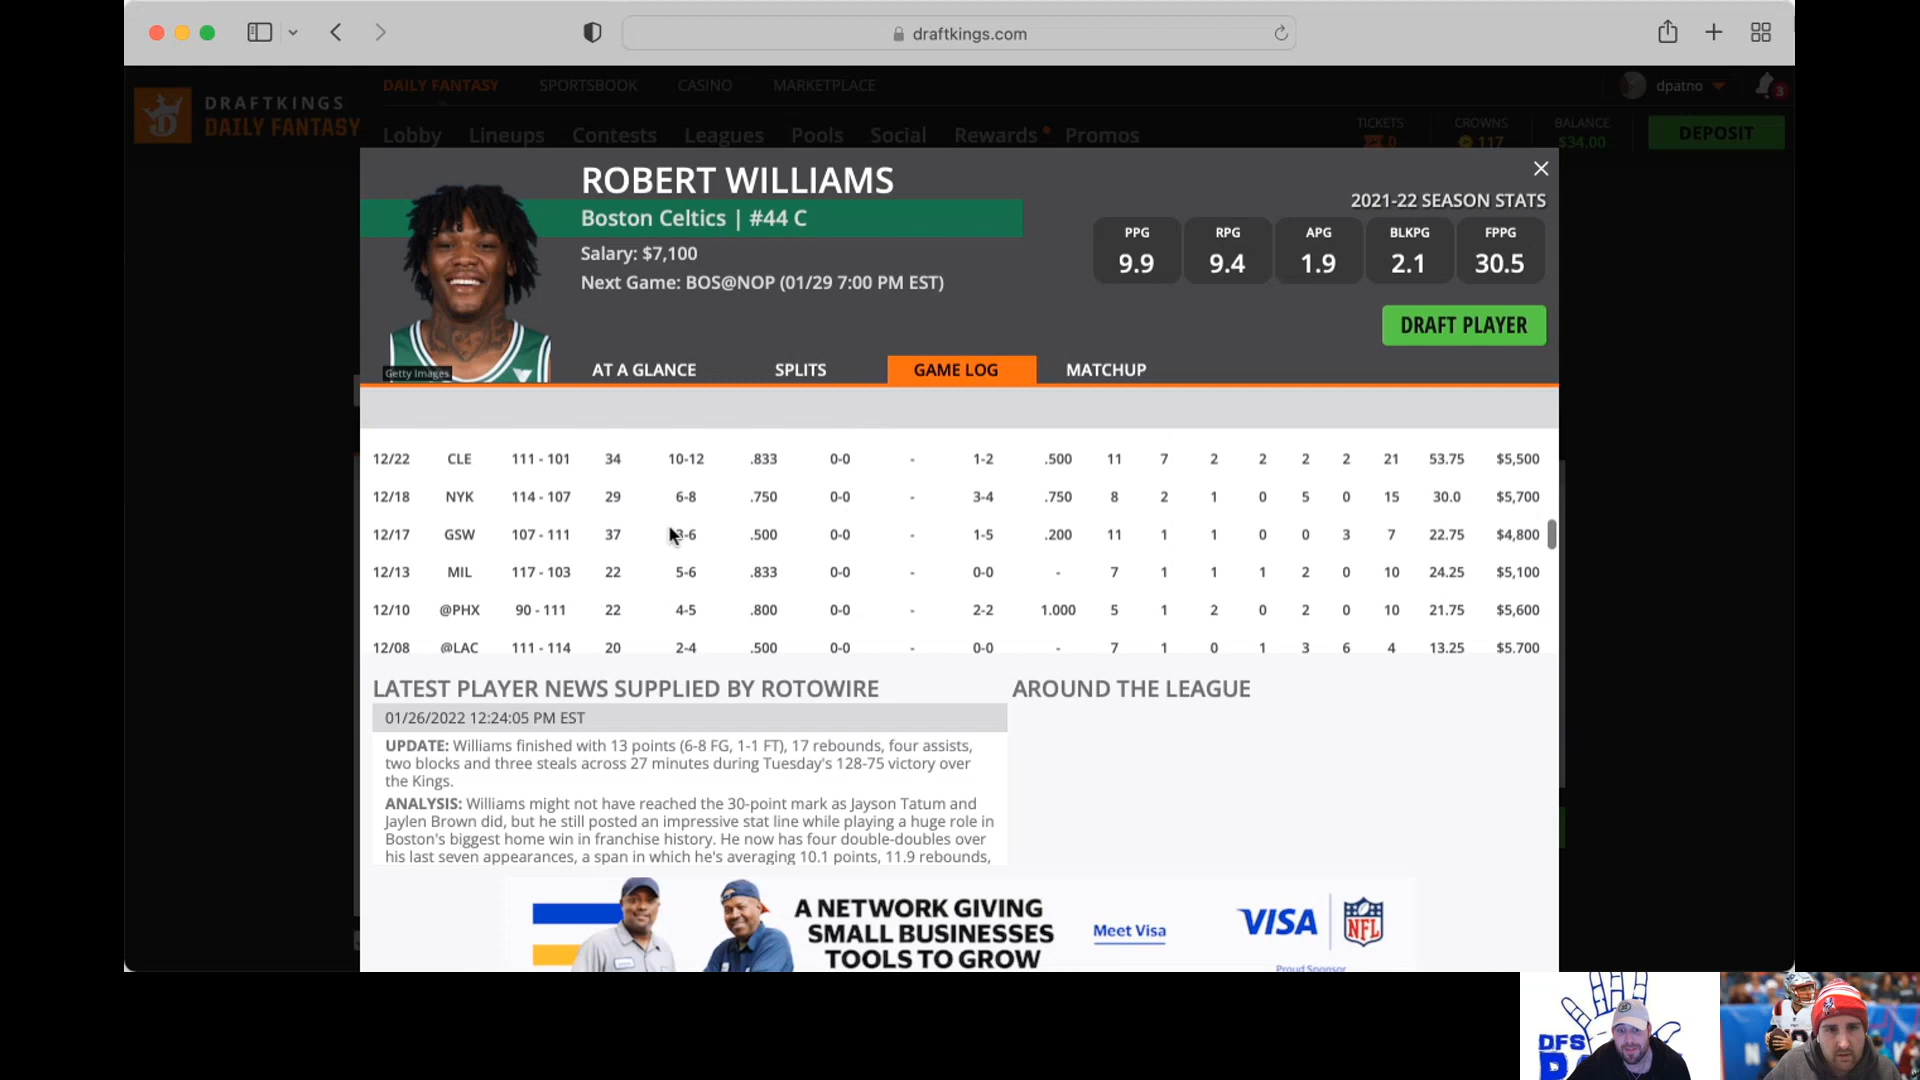 draftkings.com
DRAFTKINGS
DAILY FANTASY
DAILY FANTASY SPORTSBOOK CASINO MARKETPLACE
dpatno
3
Lobby Lineups Contests Leagues Pools Social Rewards Promos
TICKETS CROWNS BALANCE
0 117 $34.00
DEPOSIT
ROBERT WILLIAMS
Boston Celtics | #44 C
Salary: $7,100
Next Game: BOS@NOP (01/29 7:00 PM EST)
2021-22 SEASON STATS
PPG RPG APG BLKPG FPPG
9.9 9.4 1.9 2.1 30.5
DRAFT PLAYER
Getty Images
AT A GLANCE SPLITS GAME LOG MATCHUP
12/22 CLE 111 - 101 34 10-12 .833 0-0 - 1-2 .500 11 7 2 2 2 2 21 53.75 $5,500
12/18 NYK 114 - 107 29 6-8 .750 0-0 - 3-4 .750 8 2 1 0 5 0 15 30.0 $5,700
12/17 GSW 107 - 111 37 3-6 .500 0-0 - 1-5 .200 11 1 1 0 0 3 7 22.75 $4,800
12/13 MIL 117 - 103 22 5-6 .833 0-0 - 0-0 - 7 1 1 1 2 0 10 24.25 $5,100
12/10 @PHX 90 - 111 22 4-5 .800 0-0 - 2-2 1.000 5 1 2 0 2 0 10 21.75 $5,600
12/08 @LAC 111 - 114 20 2-4 .500 0-0 - 0-0 - 7 1 0 1 3 6 4 13.25 $5,700
LATEST PLAYER NEWS SUPPLIED BY ROTOWIRE
AROUND THE LEAGUE
01/26/2022 12:24:05 PM EST
UPDATE: Williams finished with 13 points (6-8 FG, 1-1 FT), 17 rebounds, four assists,
two blocks and three steals across 27 minutes during Tuesday's 128-75 victory over
the Kings.
ANALYSIS: Williams might not have reached the 30-point mark as Jayson Tatum and
Jaylen Brown did, but he still posted an impressive stat line while playing a huge role in
Boston's biggest home win in franchise history. He now has four double-doubles over
his last seven appearances, a span in which he's averaging 10.1 points, 11.9 rebounds,
A NETWORK GIVING
SMALL BUSINESSES
TOOLS TO GROW
Meet Visa
VISA
NFL
Proud Sponsor
DFS